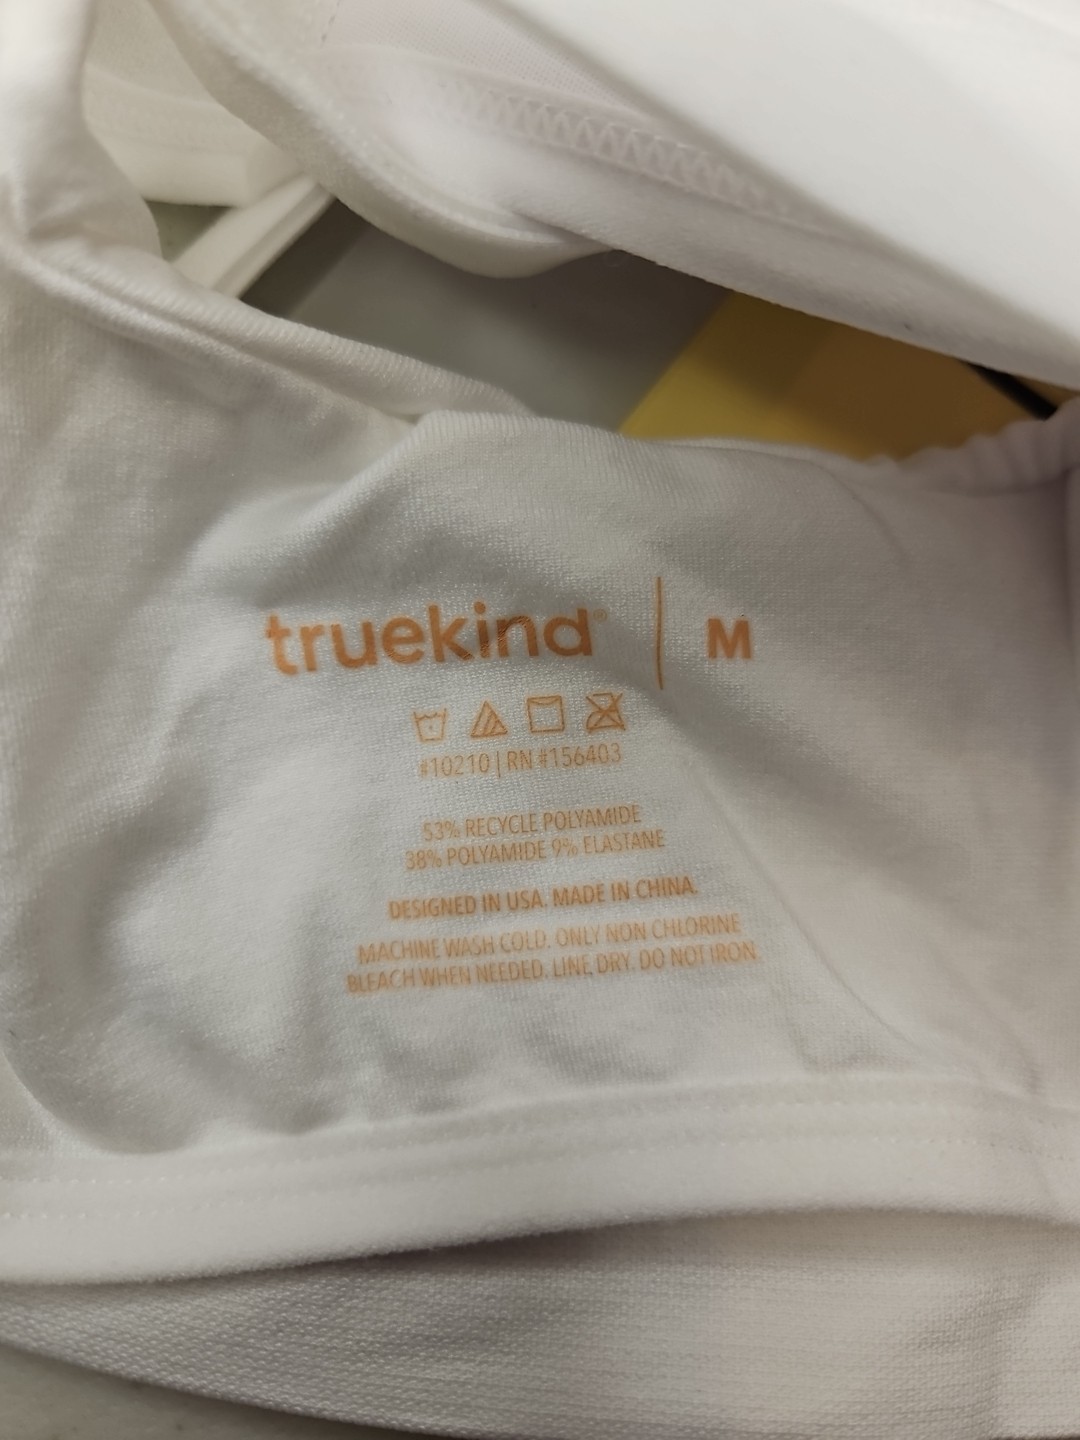 truekind® | M
#10210 | RN #156403
53% RECYCLE POLYAMIDE
38% POLYAMIDE 9% ELASTANE
DESIGNED IN USA. MADE IN CHINA.
MACHINE WASH COLD. ONLY NON CHLORINE
BLEACH WHEN NEEDED. LINE DRY. DO NOT IRON